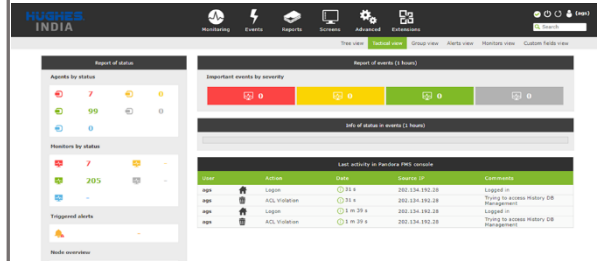 HUGHES
INDIA
Monitoring Events Reports Screens Advanced Extensions
(ags)
Search
Tree view Tactical view Group view Alerts view Monitors view Custom fields view
Report of status
Agents by status
7 0
99 0
0
Monitors by status
7 -
205 -
-
Triggered alerts
-
Node overview
Report of events (1 hours)
Important events by severity
0 0 0 0
Info of status in events (1 hours)
Last activity in Pandora FMS console
User Action Date Source IP Comments
ags Logon 31 s 202.134.192.28 Logged in
ags ACL Violation 31 s 202.134.192.28 Trying to access History DB Management
ags Logon 1 m 39 s 202.134.192.28 Logged in
ags ACL Violation 1 m 39 s 202.134.192.28 Trying to access History DB Management